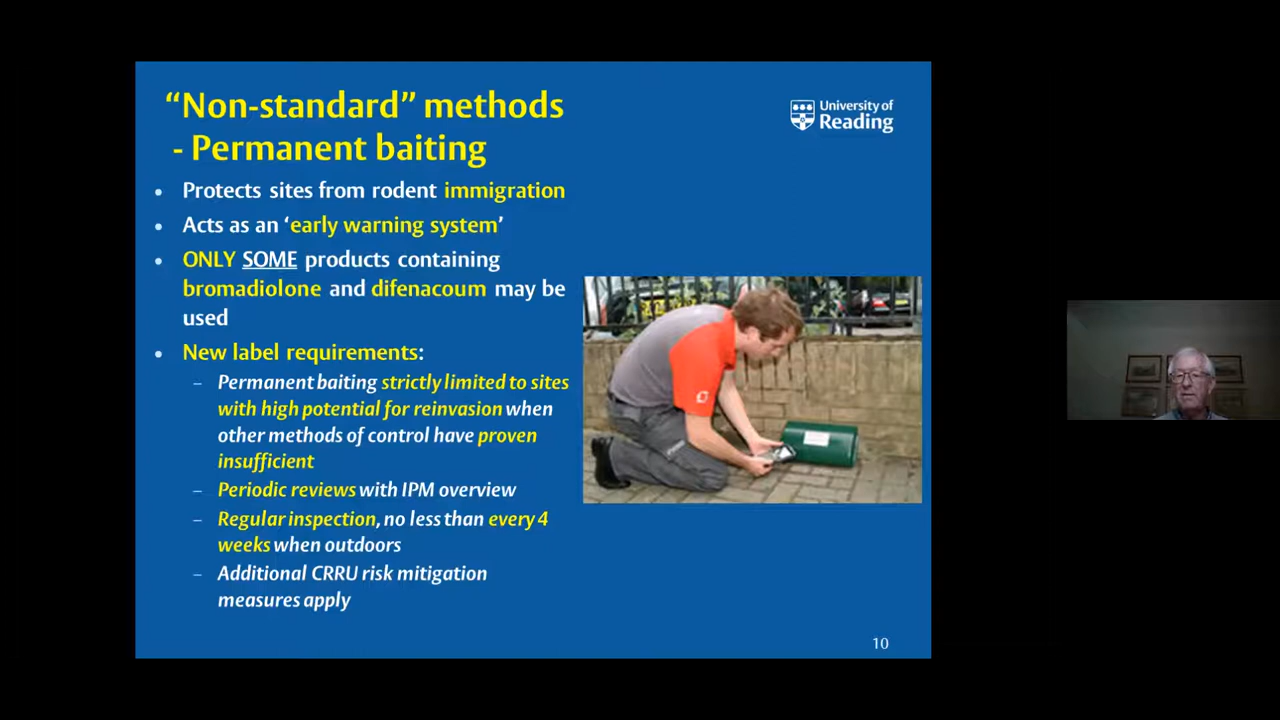 “Non-standard” methods
- Permanent baiting
University of
Reading
• Protects sites from rodent immigration
• Acts as an ‘early warning system’
• ONLY SOME products containing
bromadiolone and difenacoum may be
used
• New label requirements:
– Permanent baiting strictly limited to sites
with high potential for reinvasion when
other methods of control have proven
insufficient
– Periodic reviews with IPM overview
– Regular inspection, no less than every 4
weeks when outdoors
– Additional CRRU risk mitigation
measures apply
10